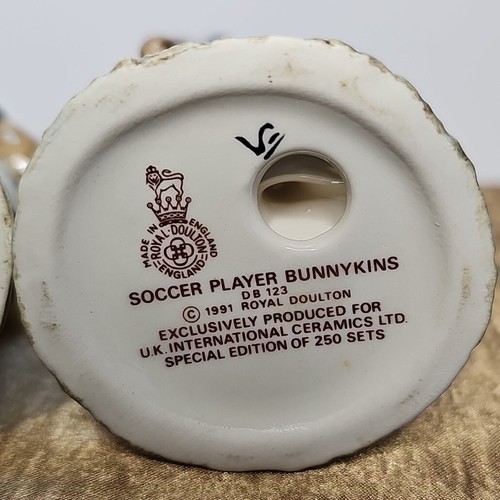 MADE IN ENGLAND
ROYAL·DOULTON
ENGLAND
SOCCER PLAYER BUNNYKINS
DB 123
© 1991 ROYAL DOULTON
EXCLUSIVELY PRODUCED FOR
U.K. INTERNATIONAL CERAMICS LTD.
SPECIAL EDITION OF 250 SETS